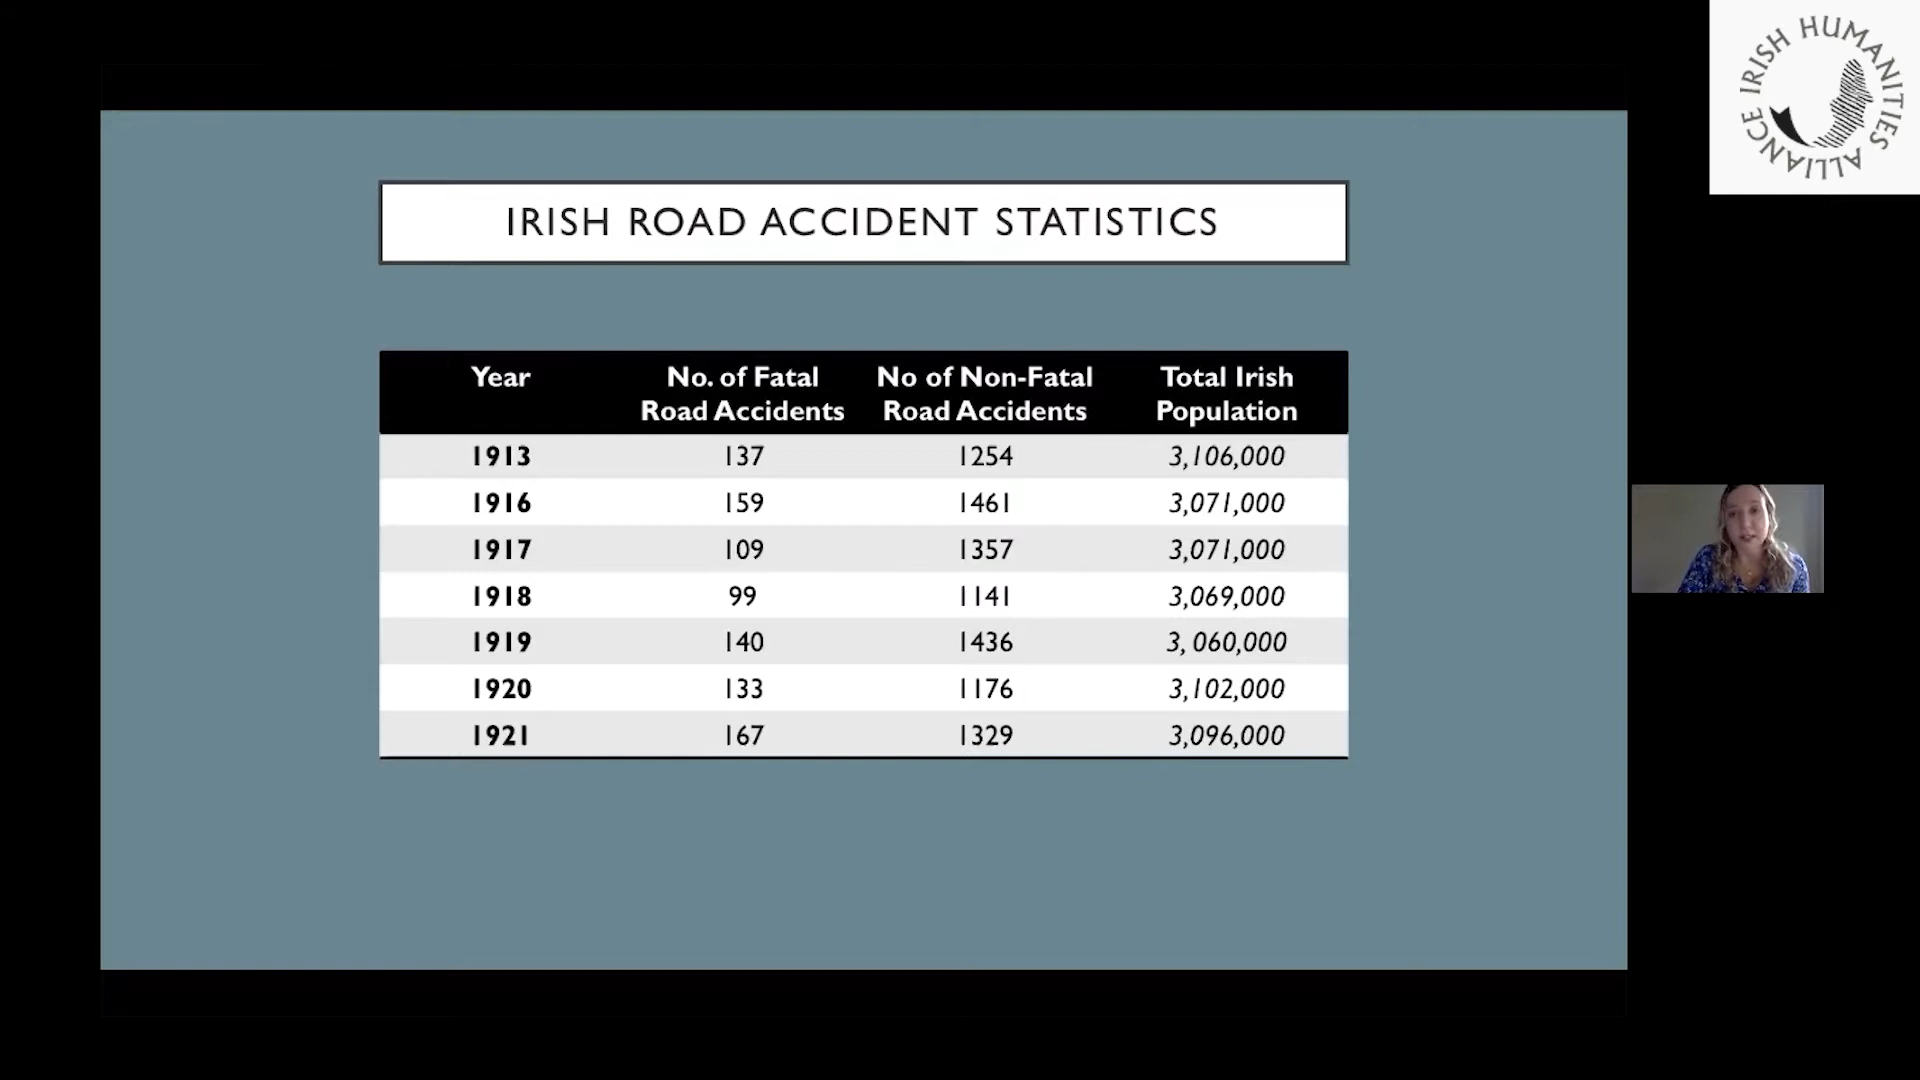 IRISH HUMANITIES ALLIANCE
IRISH ROAD ACCIDENT STATISTICS
Year No. of Fatal Road Accidents No of Non-Fatal Road Accidents Total Irish Population
1913 137 1254 3,106,000
1916 159 1461 3,071,000
1917 109 1357 3,071,000
1918 99 1141 3,069,000
1919 140 1436 3, 060,000
1920 133 1176 3,102,000
1921 167 1329 3,096,000